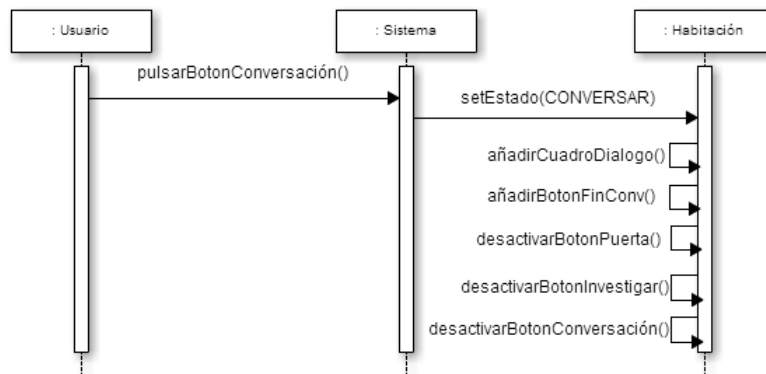 : Usuario
: Sistema
: Habitación
pulsarBotonConversación()
setEstado(CONVERSAR)
añadirCuadroDialogo()
añadirBotonFinConv()
desactivarBotonPuerta()
desactivarBotonInvestigar()
desactivarBotonConversación()